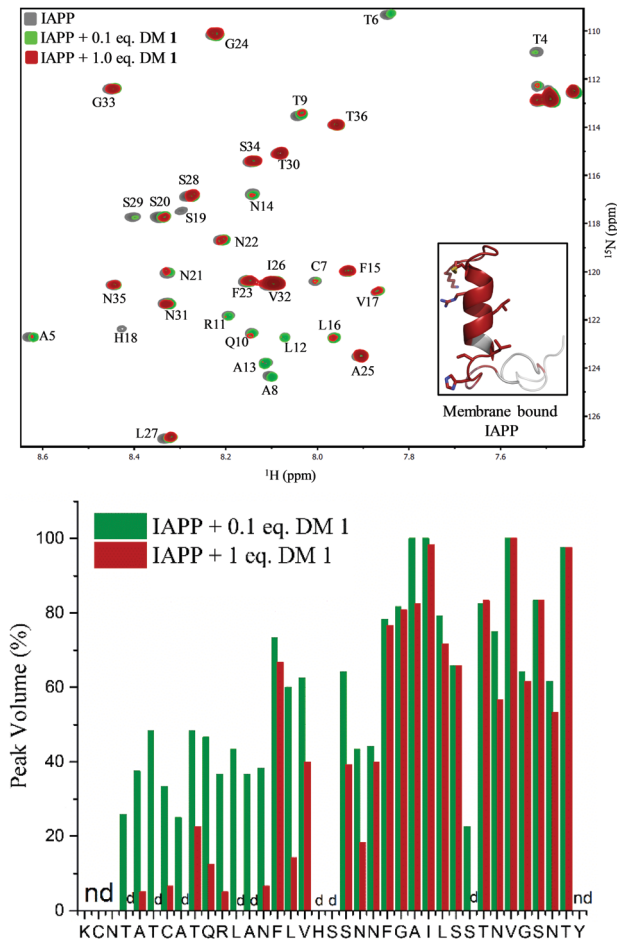 IAPP
IAPP + 0.1 eq. DM 1
IAPP + 1.0 eq. DM 1
G24
T6
T4
G33
T9
T36
S34
T30
S28
S29
S20
S19
N14
N22
N21
I26
C7
F15
F23
V32
V17
N35
N31
R11
H18
Q10
L12
L16
A5
A13
A8
A25
L27
Membrane bound
IAPP
110
112
114
116
118
120
122
124
126
¹⁵N (ppm)
8.6
8.4
8.2
8.0
7.8
7.6
¹H (ppm)
IAPP + 0.1 eq. DM 1
IAPP + 1 eq. DM 1
Peak Volume (%)
100
80
60
40
20
0
nd
d
d
d
d
d
d
d
d
nd
KCNTATCATQRLANFLVHSSNNFGAILSSTNVGSNTY